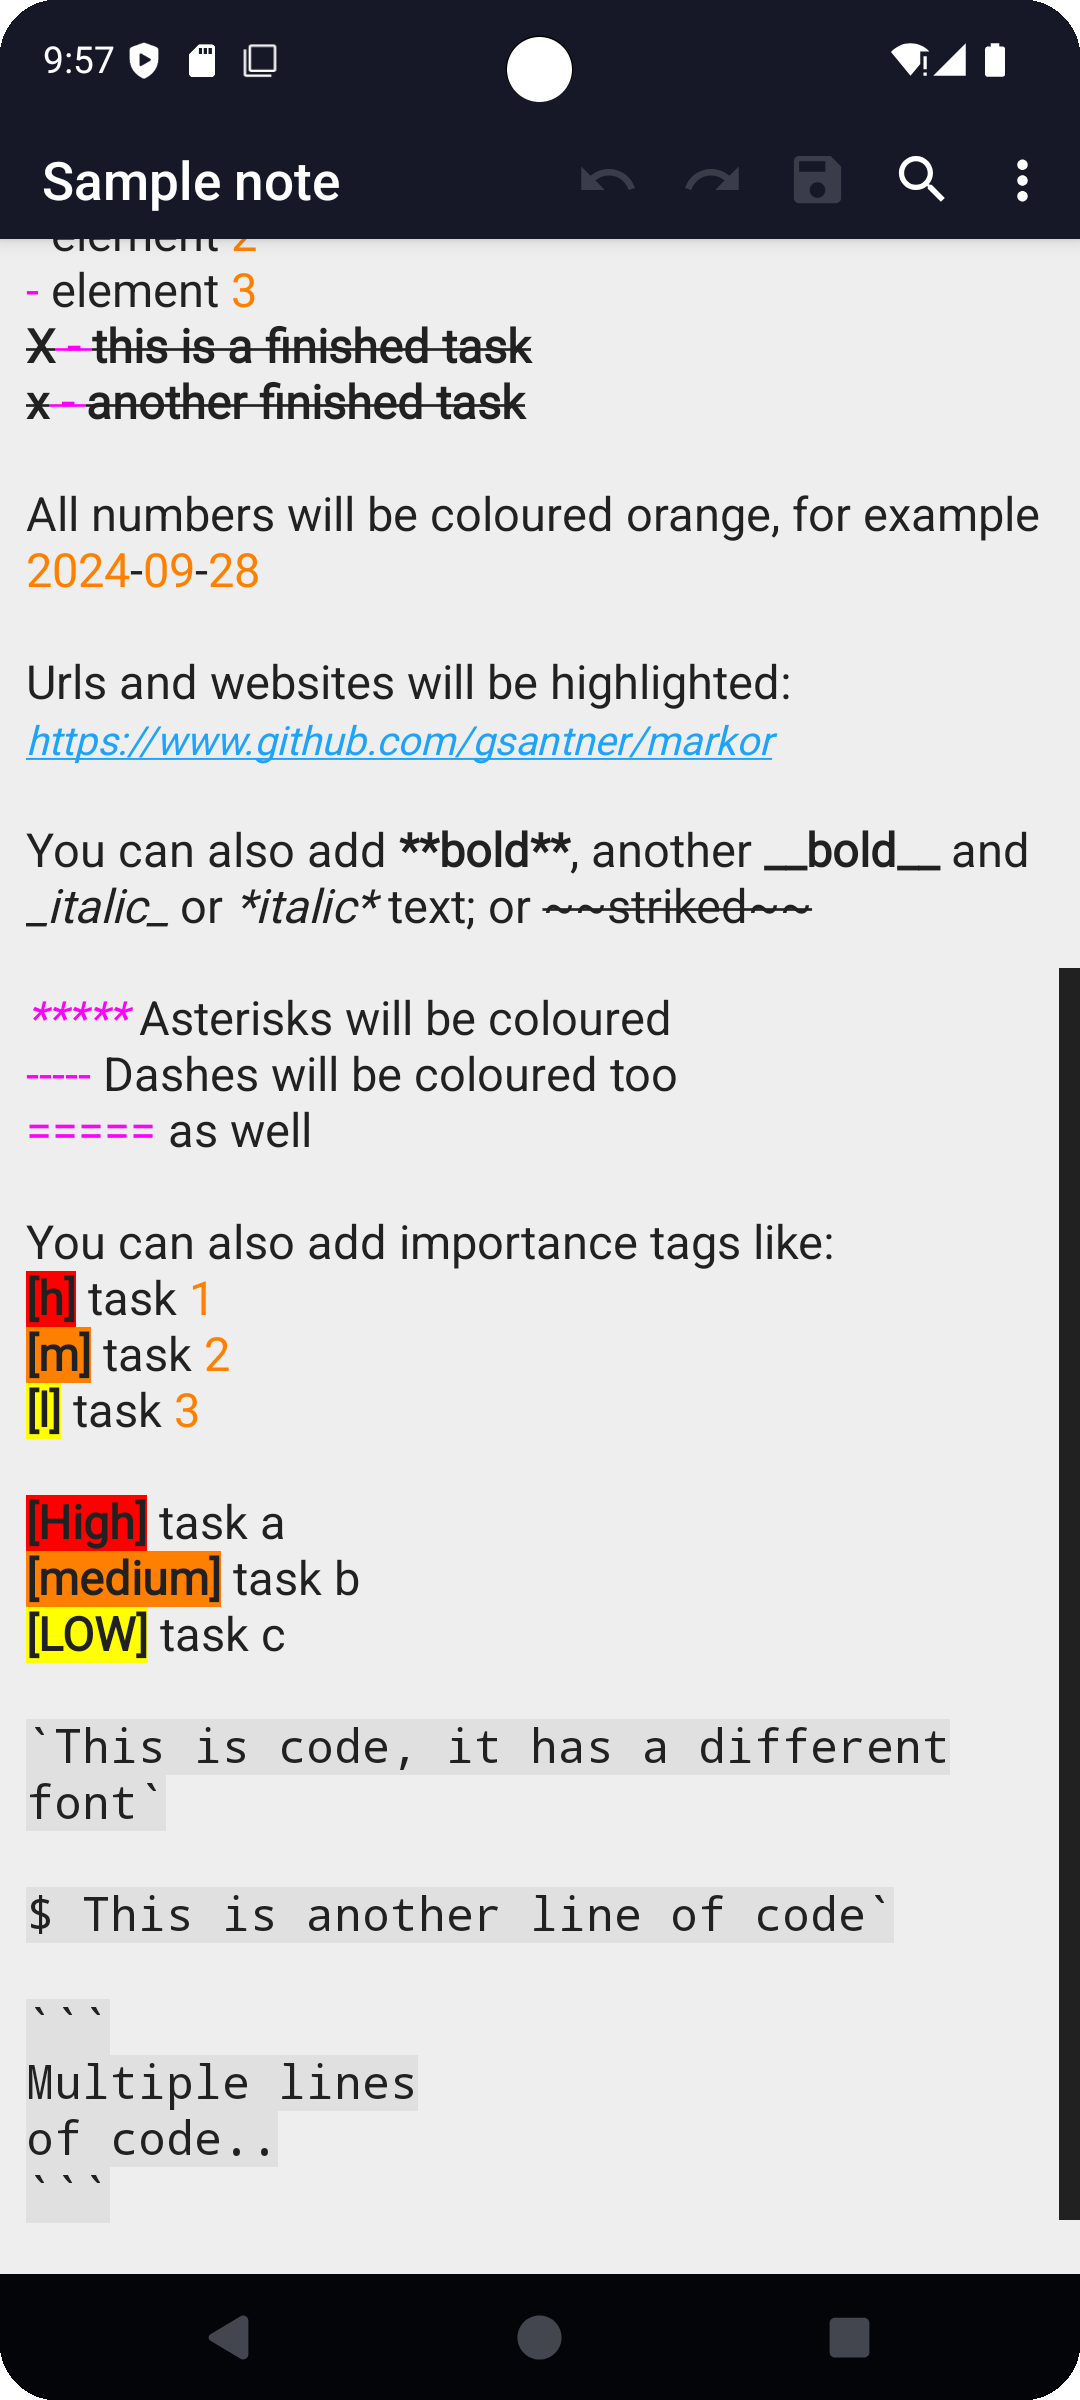 9:57
Sample note
element 2
- element 3
X - this is a finished task
x - another finished task
All numbers will be coloured orange, for example
2024-09-28
Urls and websites will be highlighted:
https://www.github.com/gsantner/markor
You can also add **bold**, another __bold__ and
_italic_ or *italic* text; or ~~striked~~
***** Asterisks will be coloured
----- Dashes will be coloured too
===== as well
You can also add importance tags like:
[h] task 1
[m] task 2
[l] task 3
[High] task a
[medium] task b
[LOW] task c
`This is code, it has a different
font`
$ This is another line of code`
```
Multiple lines
of code..
```